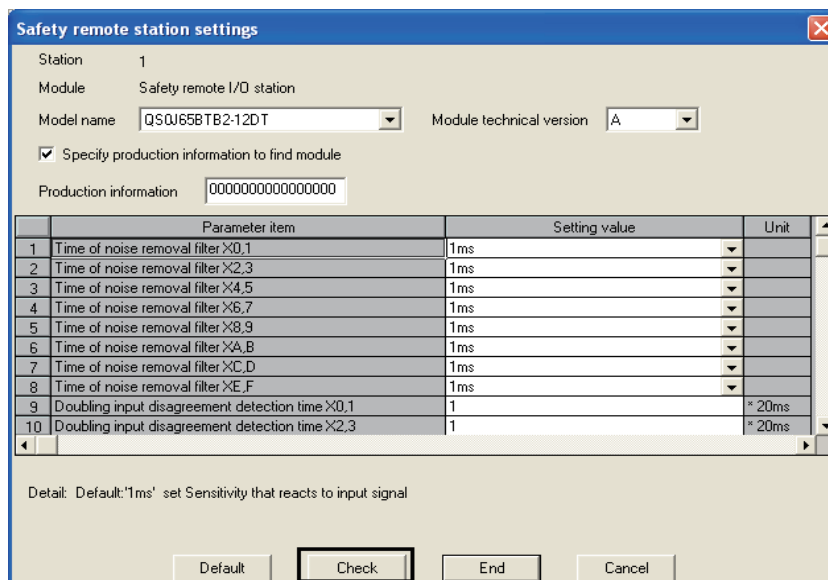 Safety remote station settings
Station 1
Module Safety remote I/O station
Model name QS0J65BTB2-12DT Module technical version A
Specify production information to find module
Production information 0000000000000000
Parameter item Setting value Unit
1 Time of noise removal filter X0,1 1ms
2 Time of noise removal filter X2,3 1ms
3 Time of noise removal filter X4,5 1ms
4 Time of noise removal filter X6,7 1ms
5 Time of noise removal filter X8,9 1ms
6 Time of noise removal filter XA,B 1ms
7 Time of noise removal filter XC,D 1ms
8 Time of noise removal filter XE,F 1ms
9 Doubling input disagreement detection time X0,1 1 * 20ms
10 Doubling input disagreement detection time X2,3 1 * 20ms
Detail: Default:'1ms' set Sensitivity that reacts to input signal
Default Check End Cancel